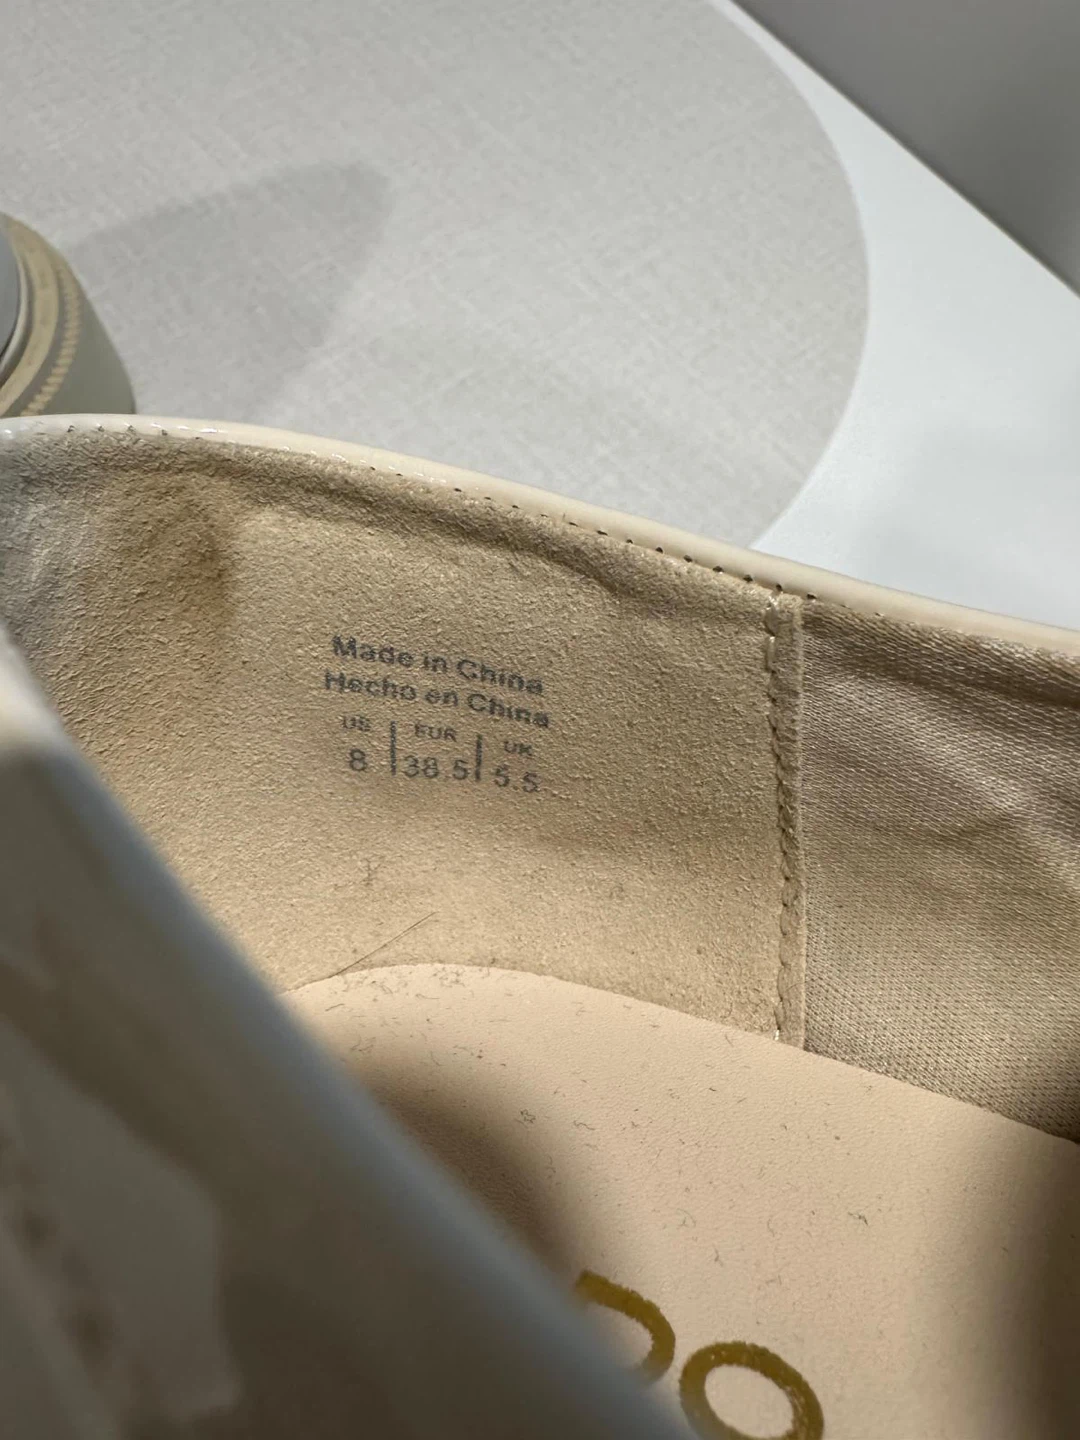 Made in China
Hecho en China
US EUR UK
8 38.5 5.5